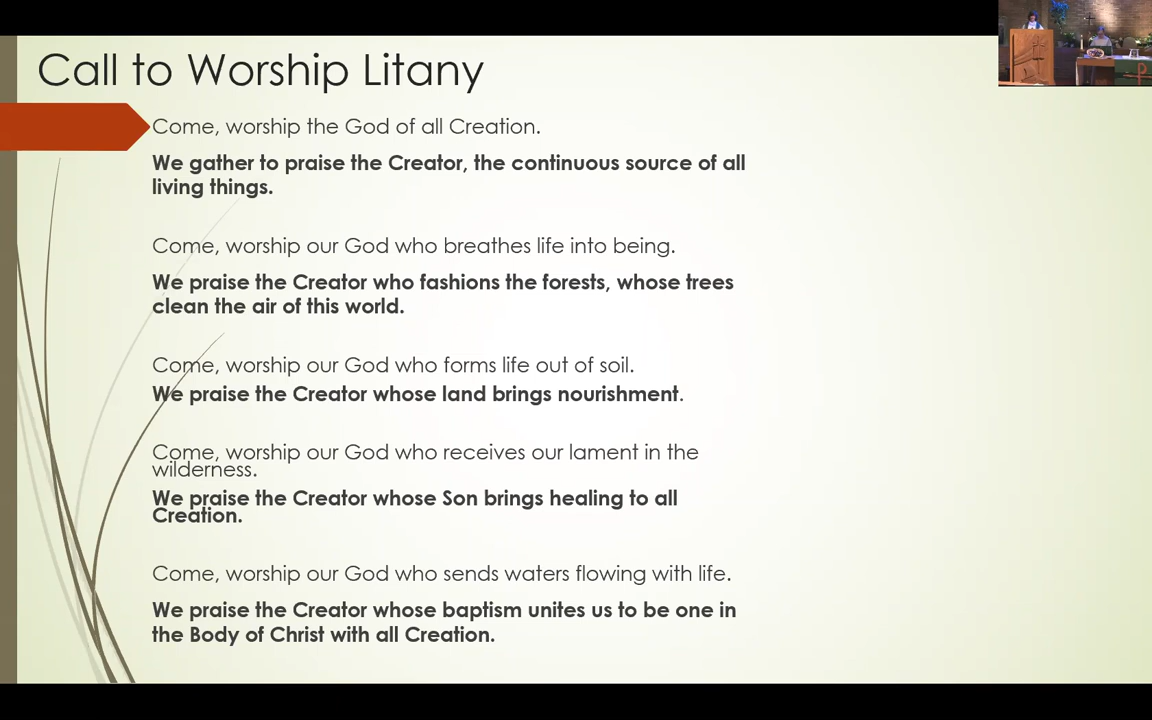 Call to Worship Litany
Come, worship the God of all Creation.
We gather to praise the Creator, the continuous source of all
living things.
Come, worship our God who breathes life into being.
We praise the Creator who fashions the forests, whose trees
clean the air of this world.
Come, worship our God who forms life out of soil.
We praise the Creator whose land brings nourishment.
Come, worship our God who receives our lament in the
wilderness.
We praise the Creator whose Son brings healing to all
Creation.
Come, worship our God who sends waters flowing with life.
We praise the Creator whose baptism unites us to be one in
the Body of Christ with all Creation.